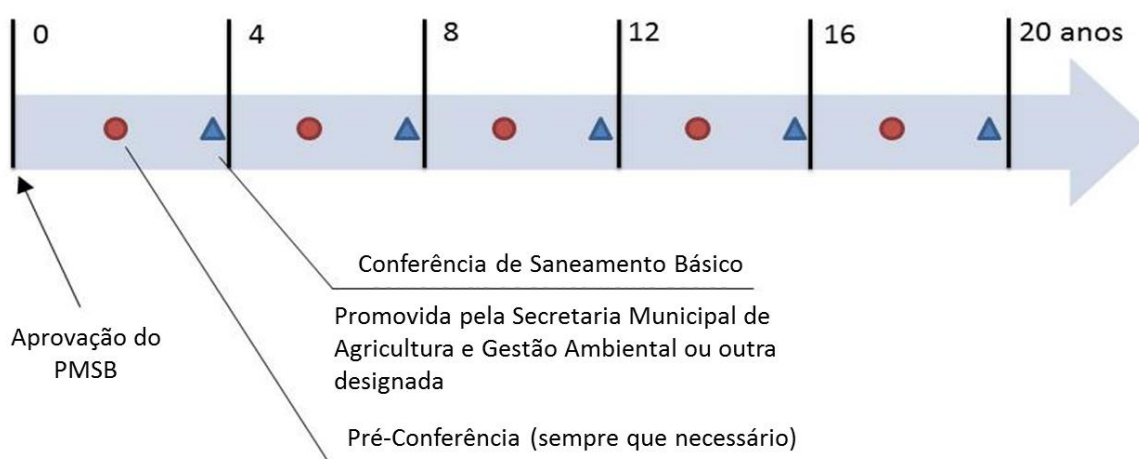 0
4
8
12
16
20 anos
Conferência de Saneamento Básico
Promovida pela Secretaria Municipal de
Agricultura e Gestão Ambiental ou outra
designada
Aprovação do
PMSB
Pré-Conferência (sempre que necessário)